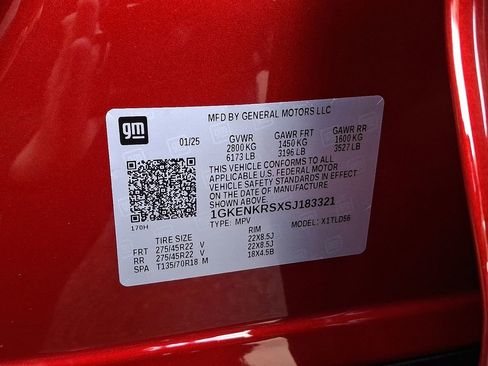 gm
MFD BY GENERAL MOTORS LLC
01/25 GVWR GAWR FRT GAWR RR
2800 KG 1450 KG 1600 KG
6173 LB 3196 LB 3527 LB
THIS VEHICLE CONFORMS TO ALL
APPLICABLE U.S. FEDERAL MOTOR
VEHICLE SAFETY STANDARDS IN
EFFECT ON THE DATE OF MANUFACTURE
SHOWN ABOVE
1GKENKRSXSJ183321
170H TYPE: MPV MODEL: X1TLD56
TIRE SIZE RIM
FRT 275/45R22 V 22X8.5J
RR 275/45R22 V 22X8.5J
SPA T135/70R18 M 18X4.5B